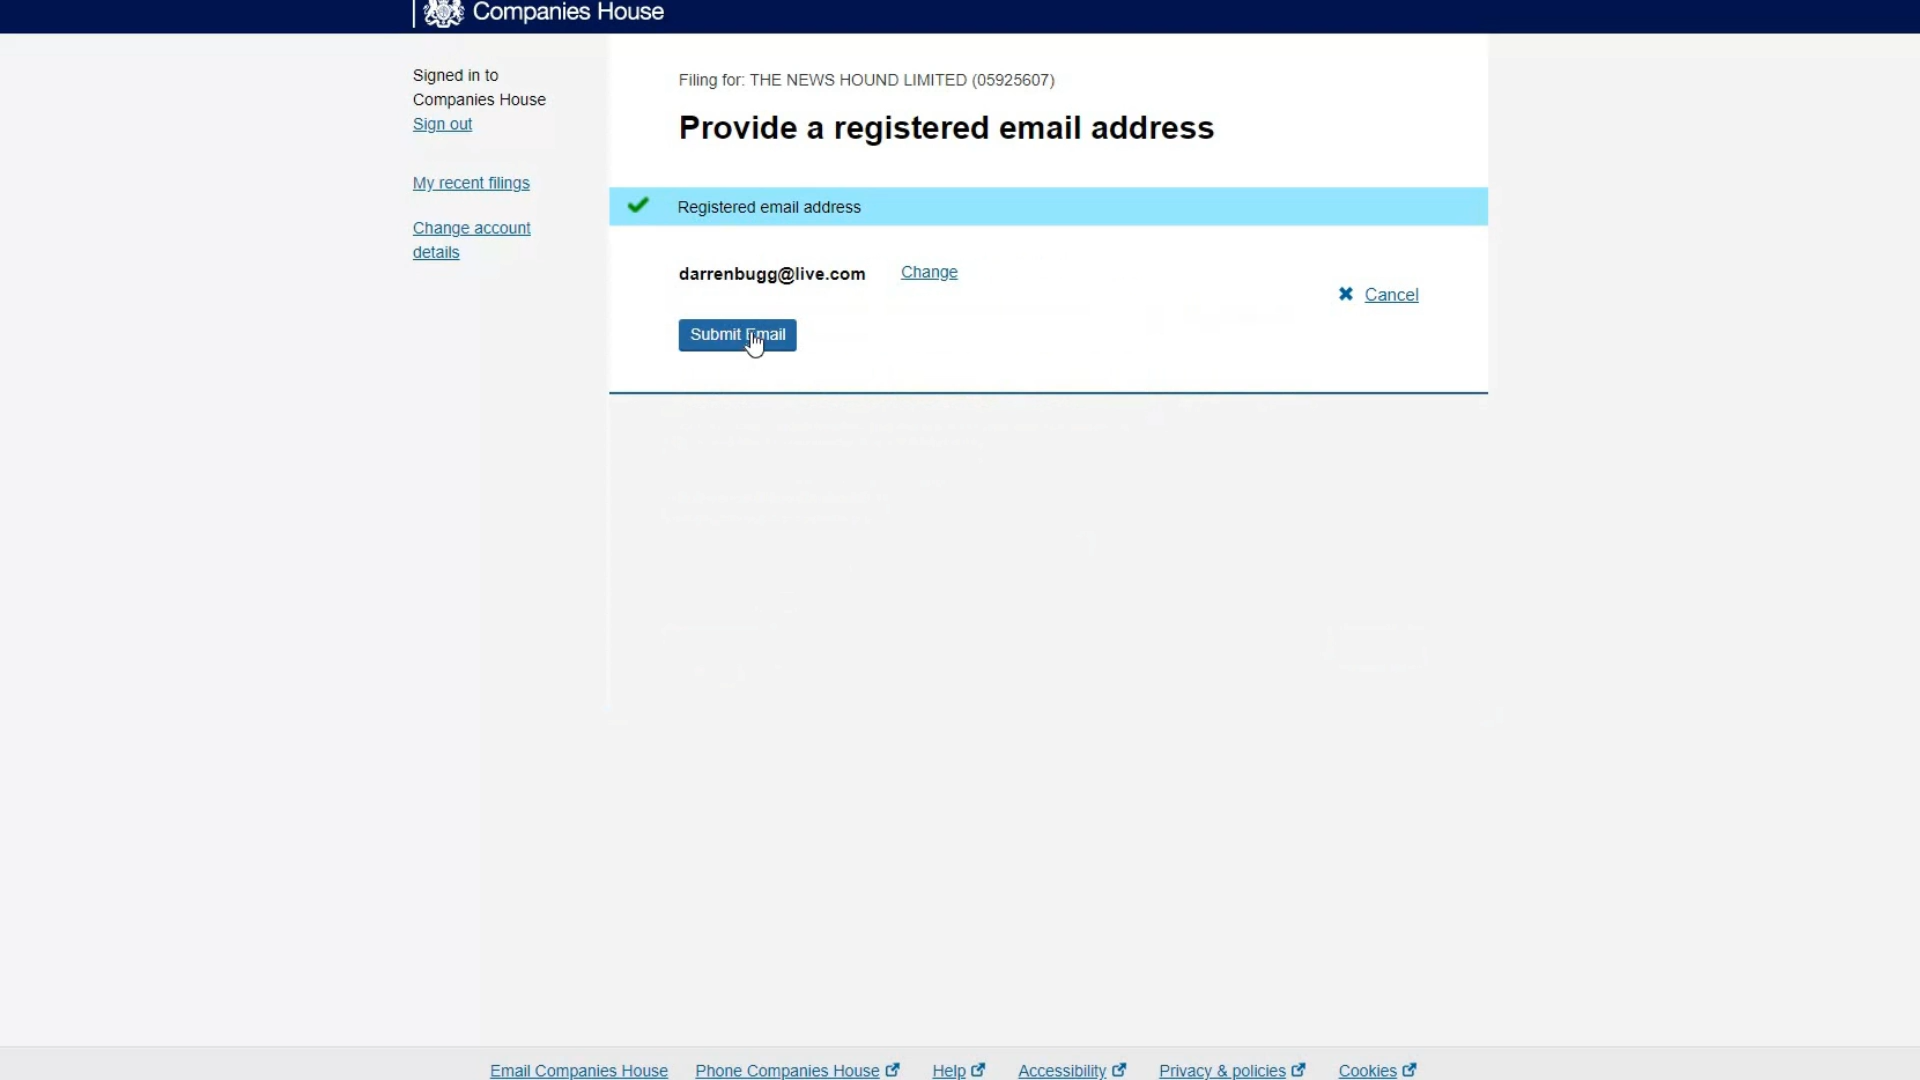 Companies House
Signed in to
Companies House
Sign out
My recent filings
Change account
details
Filing for: THE NEWS HOUND LIMITED (05925607)
Provide a registered email address
Registered email address
darrenbugg@live.com Change
Cancel
Submit Email
Email Companies House Phone Companies House Help Accessibility Privacy & policies Cookies